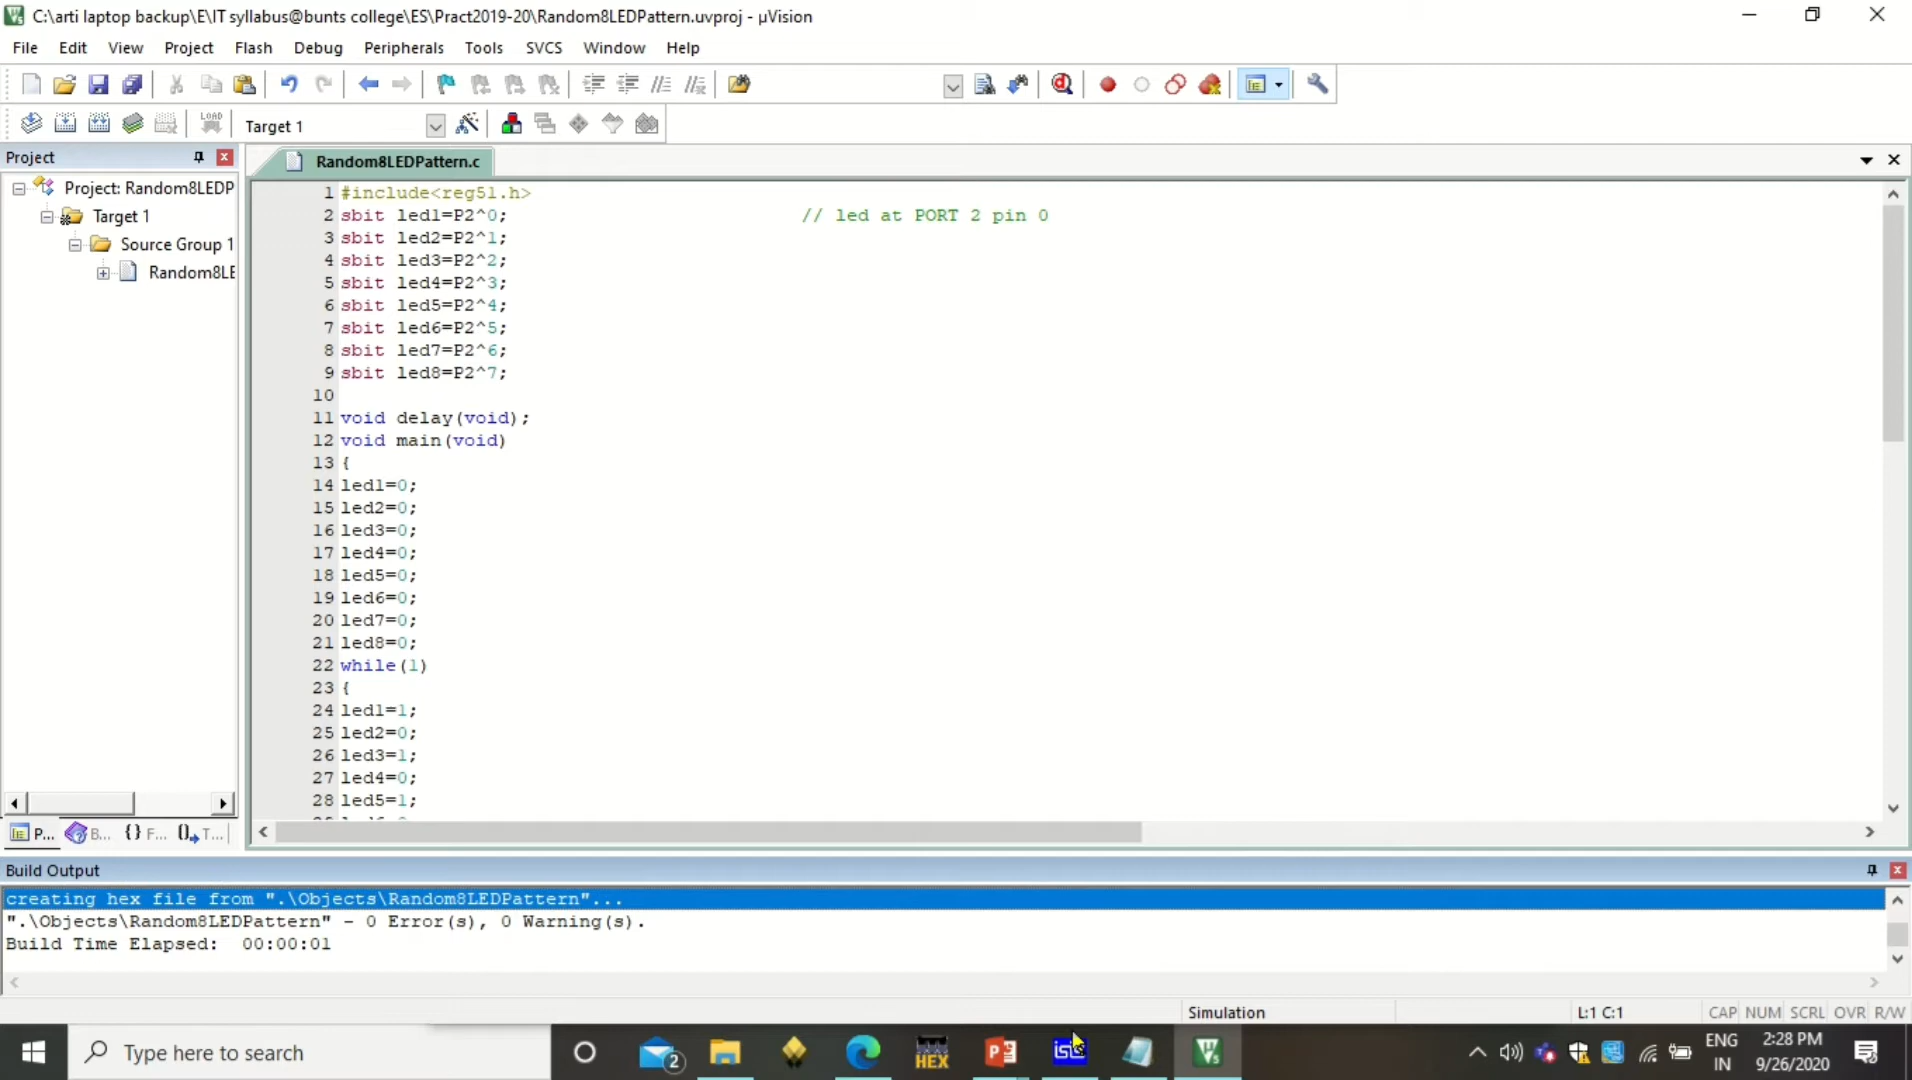 C:\arti laptop backup\E\IT syllabus@bunts college\ES\Pract2019-20\Random8LEDPattern.uvproj - µVision
File Edit View Project Flash Debug Peripherals Tools SVCS Window Help
LOAD Target 1
Project
Random8LEDPattern.c
Project: Random8LEDP
Target 1
Source Group 1
Random8LE
1 #include<reg51.h>
2 sbit led1=P2^0; // led at PORT 2 pin 0
3 sbit led2=P2^1;
4 sbit led3=P2^2;
5 sbit led4=P2^3;
6 sbit led5=P2^4;
7 sbit led6=P2^5;
8 sbit led7=P2^6;
9 sbit led8=P2^7;
10
11 void delay(void);
12 void main(void)
13 {
14 led1=0;
15 led2=0;
16 led3=0;
17 led4=0;
18 led5=0;
19 led6=0;
20 led7=0;
21 led8=0;
22 while(1)
23 {
24 led1=1;
25 led2=0;
26 led3=1;
27 led4=0;
28 led5=1;
P... B... {} F... T...
Build Output
creating hex file from ".\Objects\Random8LEDPattern"...
".\Objects\Random8LEDPattern" - 0 Error(s), 0 Warning(s).
Build Time Elapsed:  00:00:01
Simulation L:1 C:1 CAP NUM SCRL OVR R/W
Type here to search 2 HEX isis ENG 2:28 PM
IN 9/26/2020